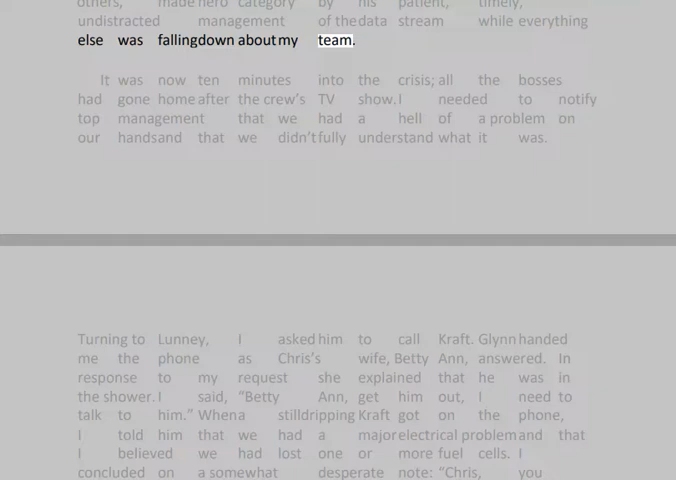 others, made hero category by his patient, timely,
undistracted management of the data stream while everything
else was falling down about my team.
It was now ten minutes into the crisis; all the bosses
had gone home after the crew's TV show. I needed to notify
top management that we had a hell of a problem on
our hands and that we didn't fully understand what it was.
Turning to Lunney, I asked him to call Kraft. Glynn handed
me the phone as Chris's wife, Betty Ann, answered. In
response to my request she explained that he was in
the shower. I said, “Betty Ann, get him out, I need to
talk to him.” When a still dripping Kraft got on the phone,
I told him that we had a major electrical problem and that
I believed we had lost one or more fuel cells. I
concluded on a somewhat desperate note: “Chris, you